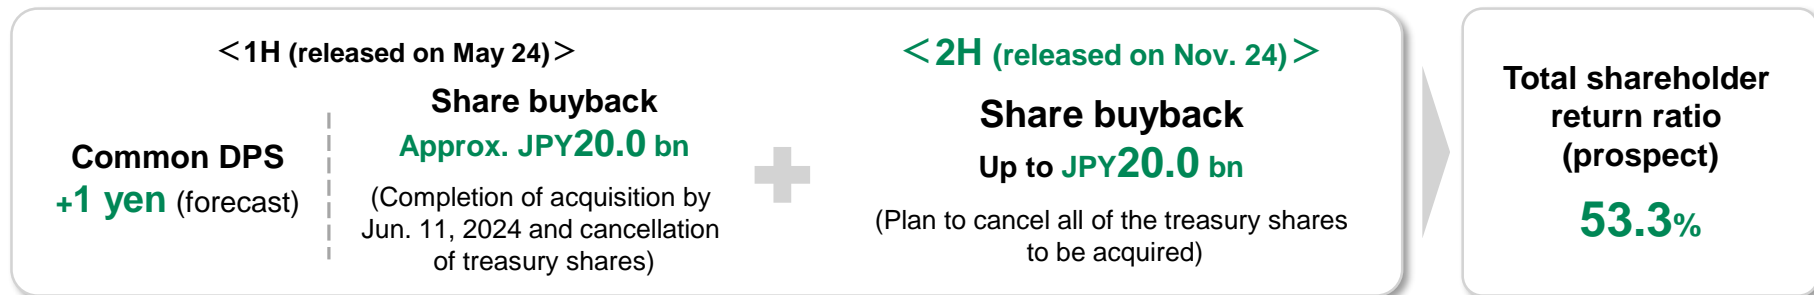 ＜1H (released on May 24)＞
Common DPS
+1 yen (forecast)
Share buyback
Approx. JPY20.0 bn
(Completion of acquisition by
Jun. 11, 2024 and cancellation
of treasury shares)
＜2H (released on Nov. 24)＞
Share buyback
Up to JPY20.0 bn
(Plan to cancel all of the treasury shares
to be acquired)
Total shareholder
return ratio
(prospect)
53.3%